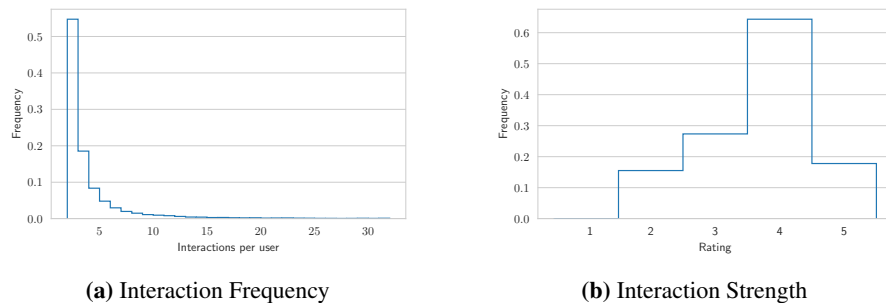 0.5
0.4
0.3
0.2
0.1
0.0
Frequency
5 10 15 20 25 30
Interactions per user
(a) Interaction Frequency
0.6
0.5
0.4
0.3
0.2
0.1
0.0
Frequency
1 2 3 4 5
Rating
(b) Interaction Strength